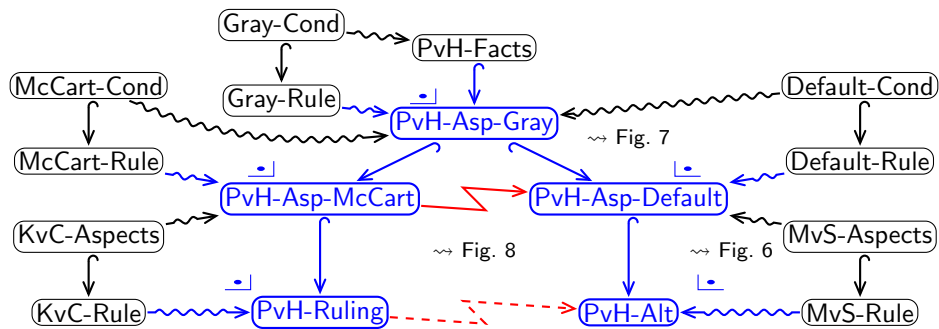 Gray-Cond
PvH-Facts
McCart-Cond
Default-Cond
Gray-Rule
PvH-Asp-Gray
⇝ Fig. 7
McCart-Rule
Default-Rule
PvH-Asp-McCart
PvH-Asp-Default
KvC-Aspects
⇝ Fig. 8
⇝ Fig. 6
MvS-Aspects
KvC-Rule
PvH-Ruling
PvH-Alt
MvS-Rule